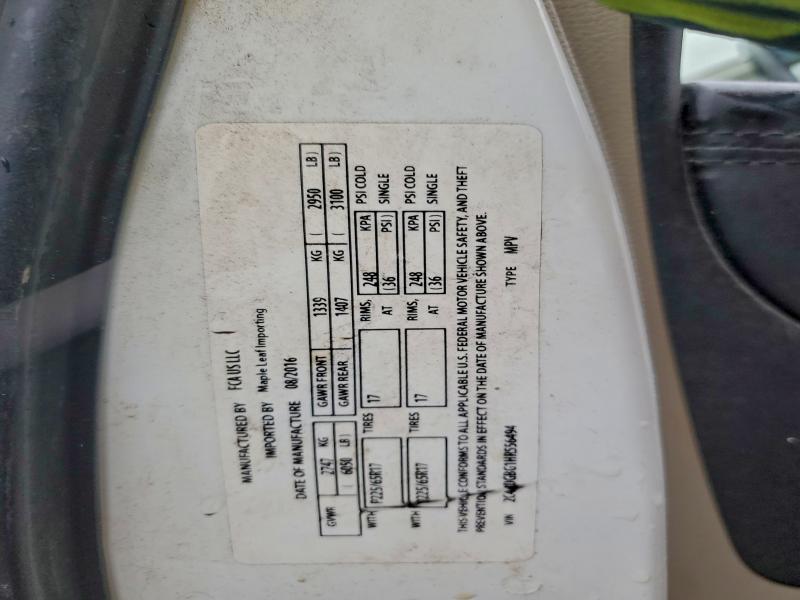 MANUFACTURED BY FCA US LLC
IMPORTED BY Maple Leaf Importing
DATE OF MANUFACTURE 08/2016
GVWR 2747 KG
( 6050 LB)
GAWR FRONT 1339 KG ( 2950 LB)
GAWR REAR 1407 KG ( 3100 LB)
WITH P225/65R17 TIRES 17 RIMS, 248 KPA PSI COLD
AT (36 PSI) SINGLE
WITH P225/65R17 TIRES 17 RIMS, 248 KPA PSI COLD
AT (36 PSI) SINGLE
THIS VEHICLE CONFORMS TO ALL APPLICABLE U.S. FEDERAL MOTOR VEHICLE SAFETY, AND THEFT
PREVENTION STANDARDS IN EFFECT ON THE DATE OF MANUFACTURE SHOWN ABOVE.
VIN TYPE MPV